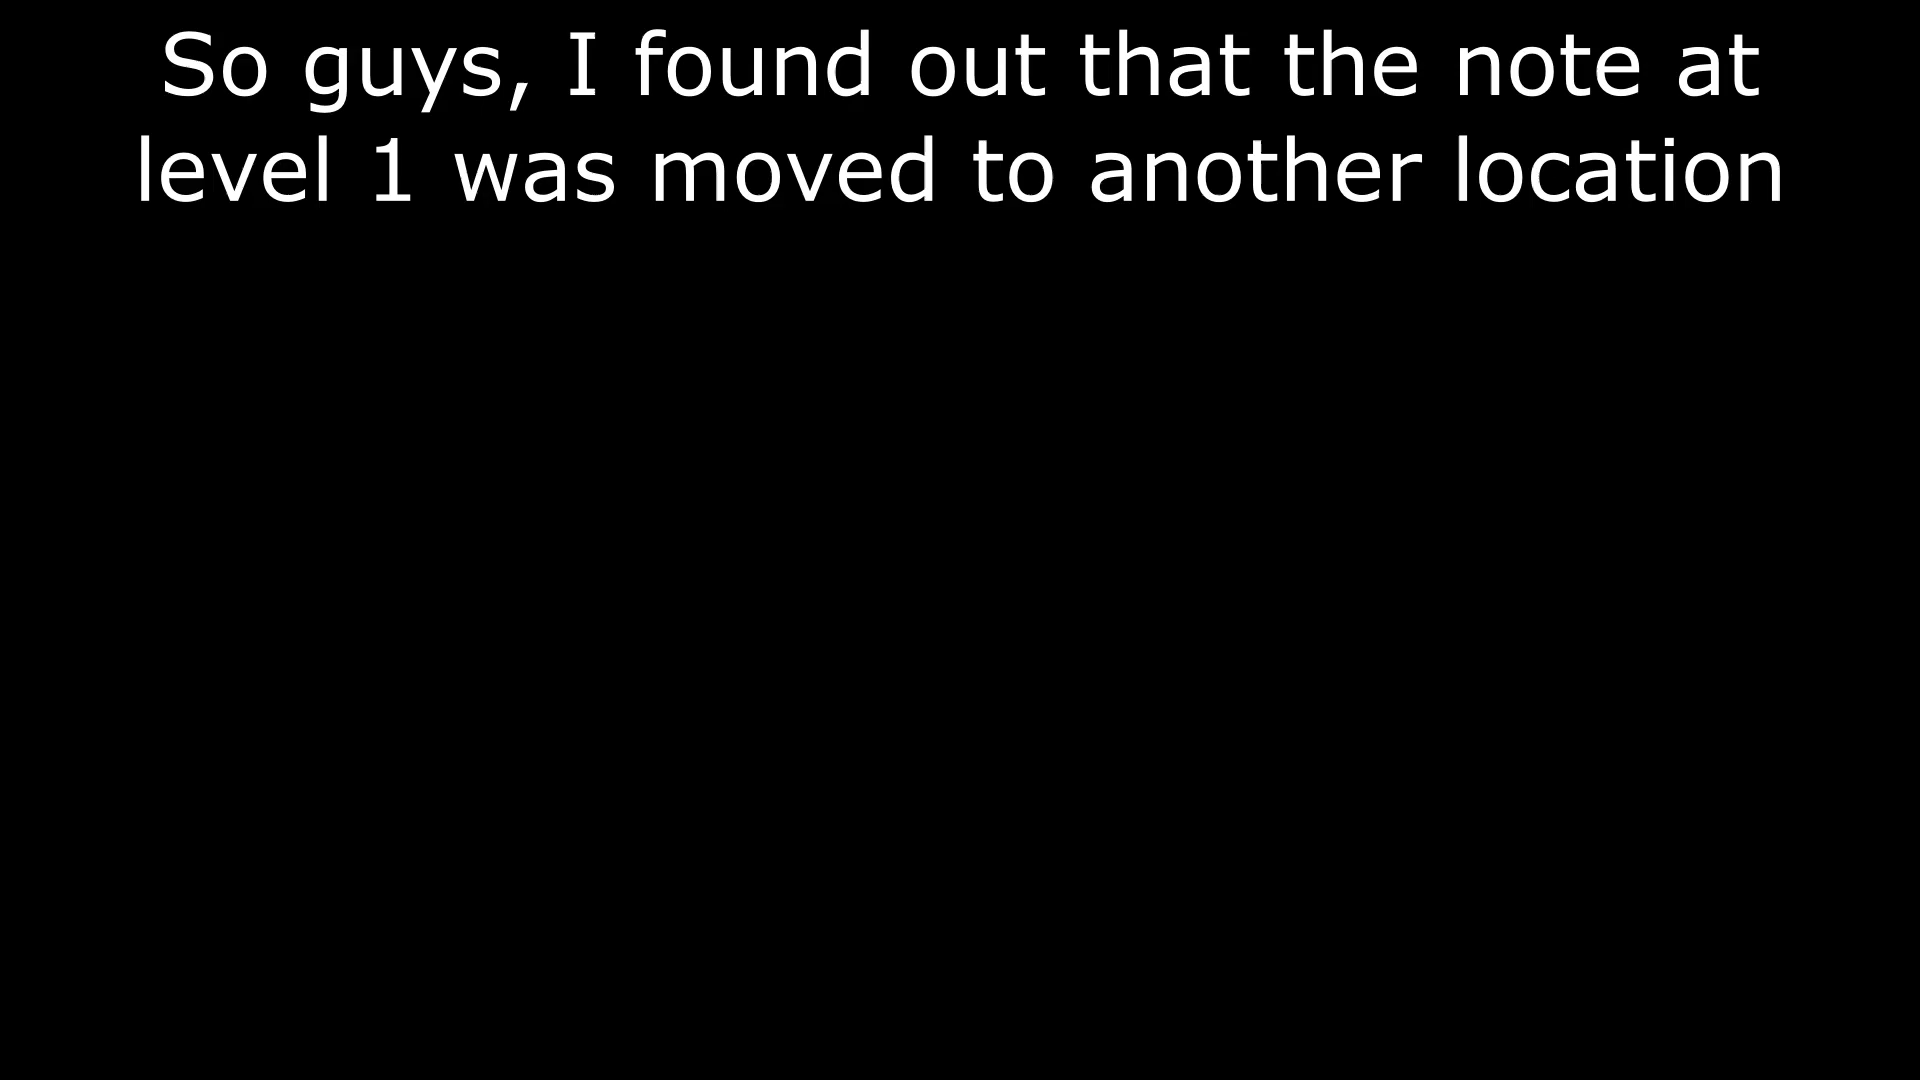 So guys, I found out that the note at
level 1 was moved to another location